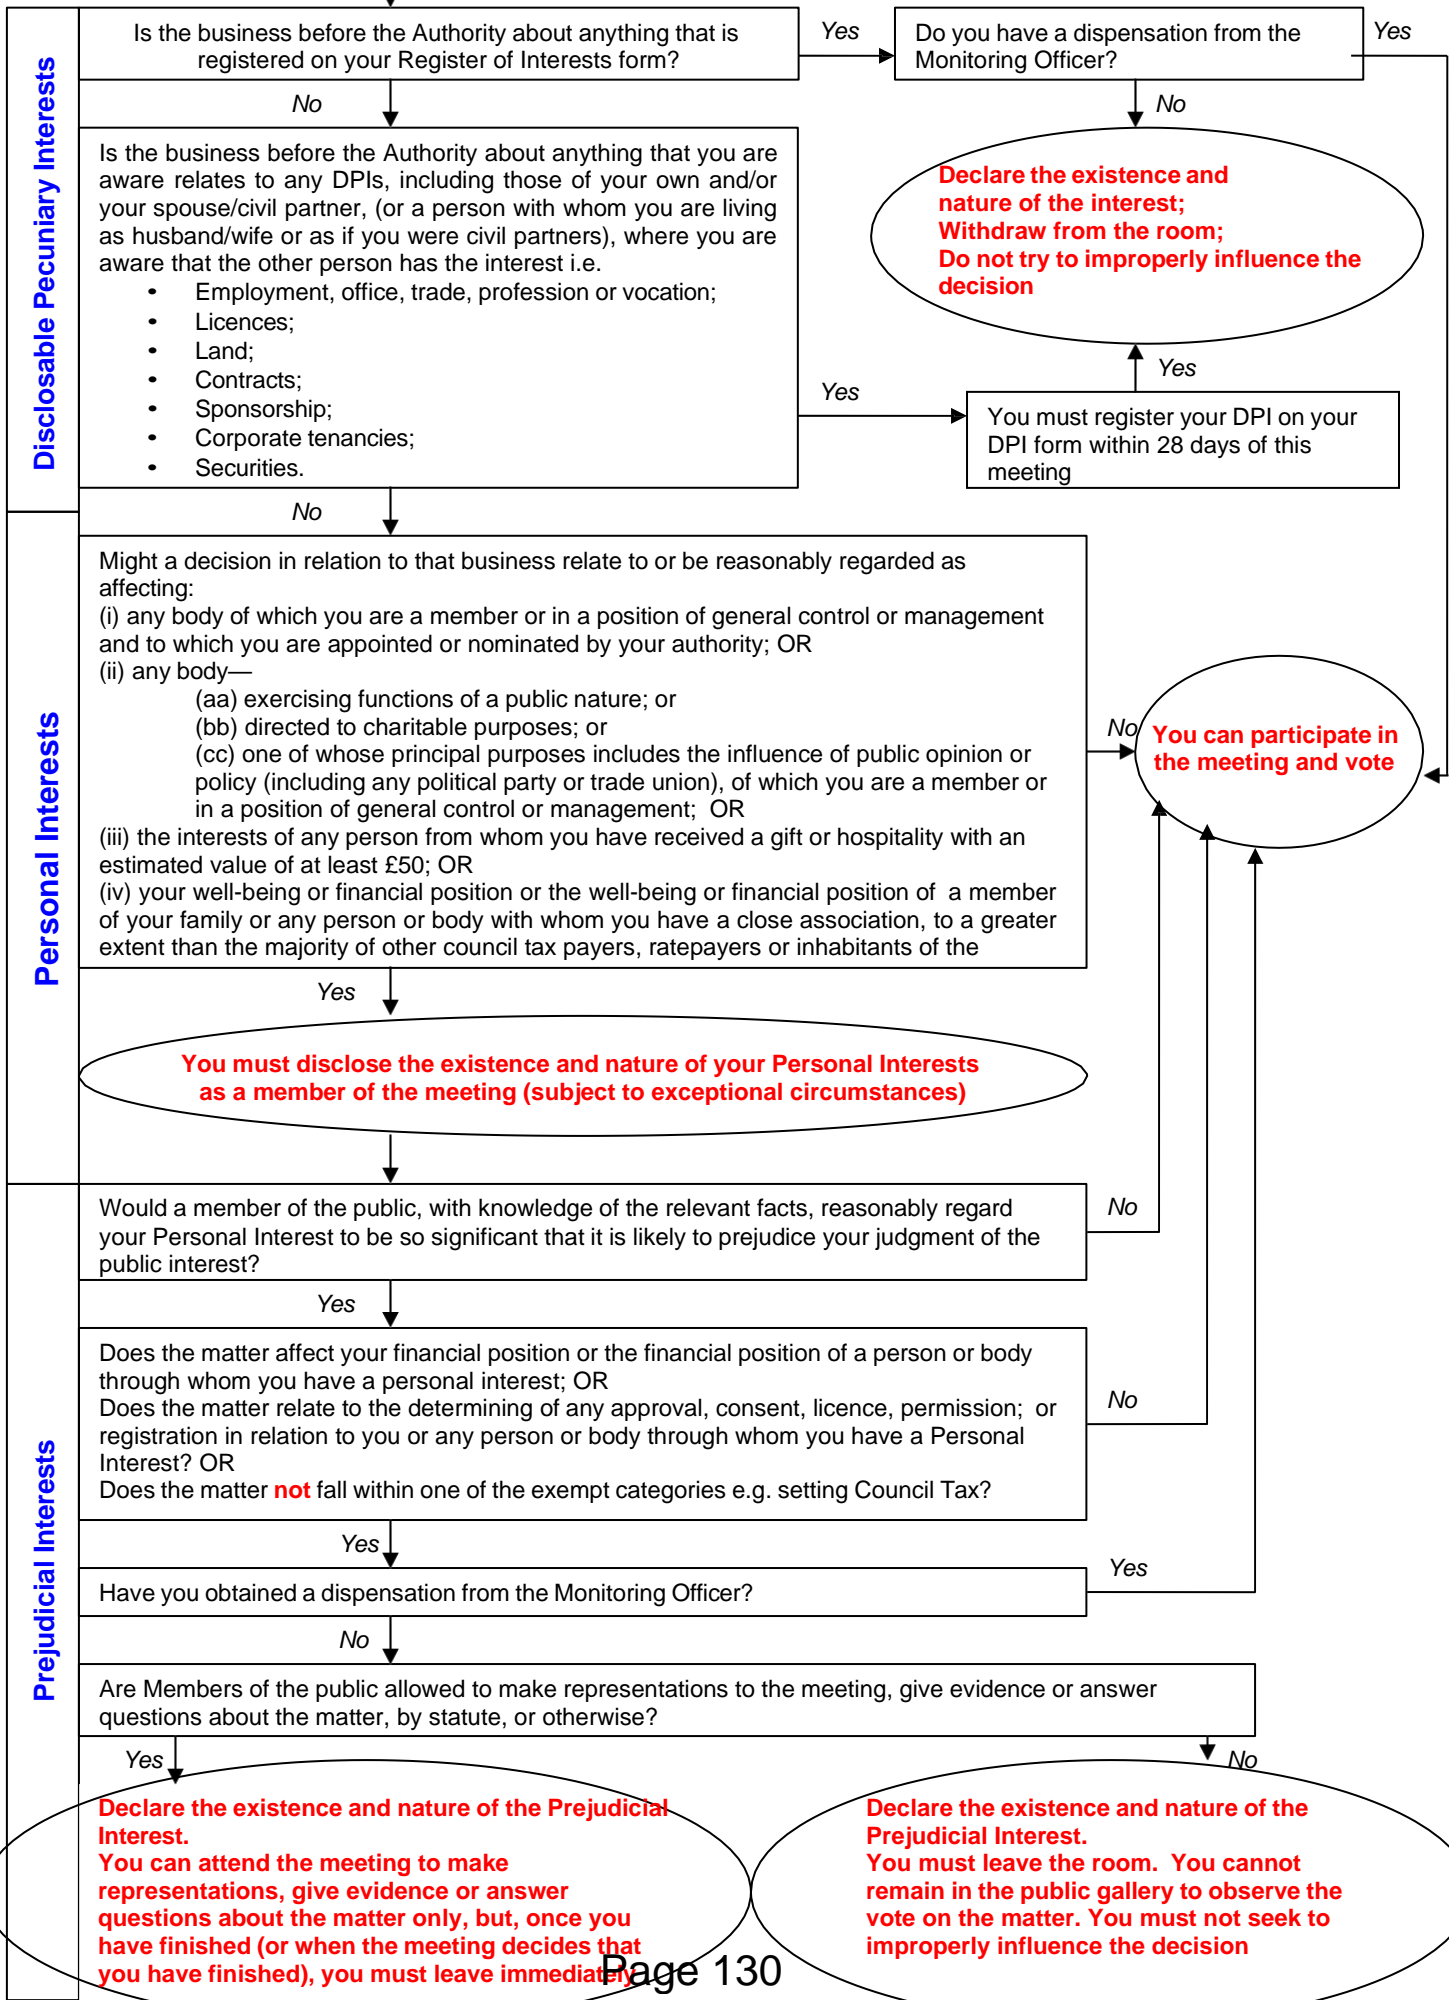 Disclosable Pecuniary Interests
Is the business before the Authority about anything that is
registered on your Register of Interests form?
Yes
Do you have a dispensation from the
Monitoring Officer?
Yes
No
No
Declare the existence and
nature of the interest;
Withdraw from the room;
Do not try to improperly influence the
decision
Is the business before the Authority about anything that you are
aware relates to any DPIs, including those of your own and/or
your spouse/civil partner, (or a person with whom you are living
as husband/wife or as if you were civil partners), where you are
aware that the other person has the interest i.e.
• Employment, office, trade, profession or vocation;
• Licences;
• Land;
• Contracts;
• Sponsorship;
• Corporate tenancies;
• Securities.
Yes
Yes
You must register your DPI on your
DPI form within 28 days of this
meeting
No
Personal Interests
Might a decision in relation to that business relate to or be reasonably regarded as
affecting:
(i) any body of which you are a member or in a position of general control or management
and to which you are appointed or nominated by your authority; OR
(ii) any body—
(aa) exercising functions of a public nature; or
(bb) directed to charitable purposes; or
(cc) one of whose principal purposes includes the influence of public opinion or
policy (including any political party or trade union), of which you are a member or
in a position of general control or management; OR
(iii) the interests of any person from whom you have received a gift or hospitality with an
estimated value of at least £50; OR
(iv) your well-being or financial position or the well-being or financial position of a member
of your family or any person or body with whom you have a close association, to a greater
extent than the majority of other council tax payers, ratepayers or inhabitants of the
No
You can participate in
the meeting and vote
Yes
You must disclose the existence and nature of your Personal Interests
as a member of the meeting (subject to exceptional circumstances)
Prejudicial Interests
Would a member of the public, with knowledge of the relevant facts, reasonably regard
your Personal Interest to be so significant that it is likely to prejudice your judgment of the
public interest?
No
Yes
Does the matter affect your financial position or the financial position of a person or body
through whom you have a personal interest; OR
Does the matter relate to the determining of any approval, consent, licence, permission; or
registration in relation to you or any person or body through whom you have a Personal
Interest? OR
Does the matter not fall within one of the exempt categories e.g. setting Council Tax?
No
Yes
Have you obtained a dispensation from the Monitoring Officer?
Yes
No
Are Members of the public allowed to make representations to the meeting, give evidence or answer
questions about the matter, by statute, or otherwise?
Yes
No
Declare the existence and nature of the Prejudicial
Interest.
You can attend the meeting to make
representations, give evidence or answer
questions about the matter only, but, once you
have finished (or when the meeting decides that
you have finished), you must leave immediately
Declare the existence and nature of the
Prejudicial Interest.
You must leave the room. You cannot
remain in the public gallery to observe the
vote on the matter. You must not seek to
improperly influence the decision
Page 130